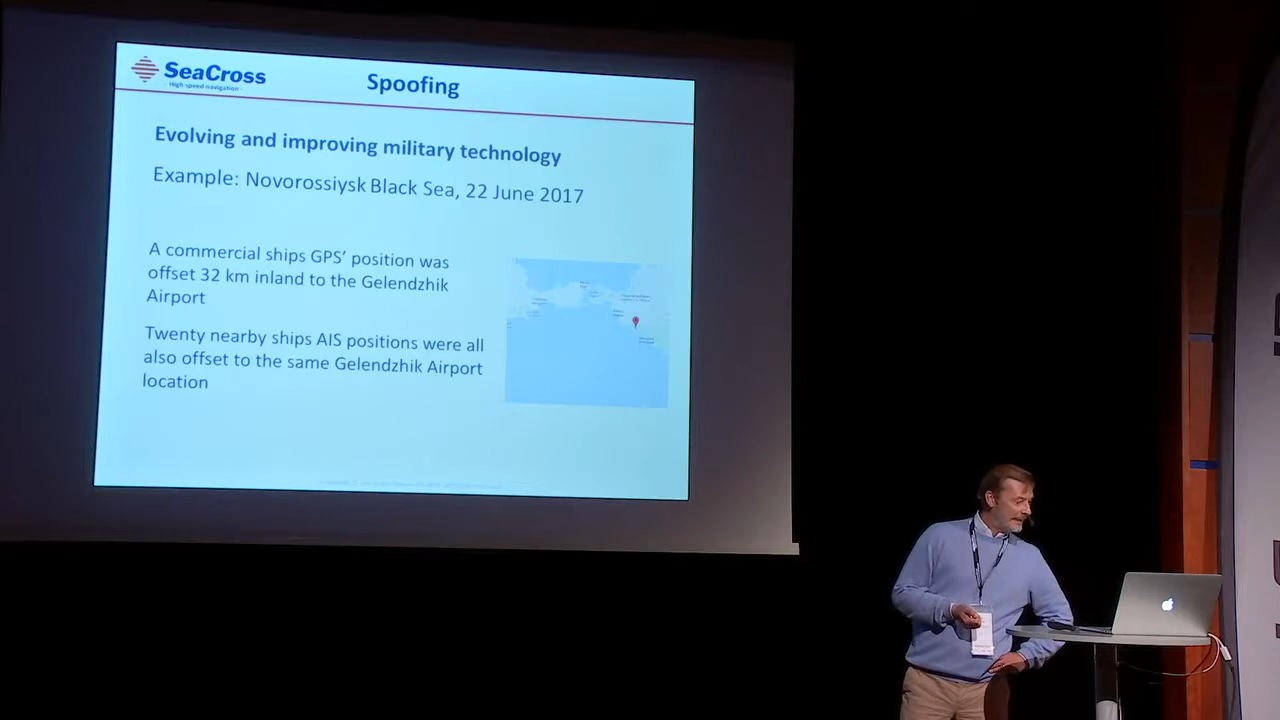 SeaCross
High speed navigation
Spoofing
Evolving and improving military technology
Example: Novorossiysk Black Sea, 22 June 2017
A commercial ships GPS’ position was
offset 32 km inland to the Gelendzhik
Airport
Twenty nearby ships AIS positions were all
also offset to the same Gelendzhik Airport
location